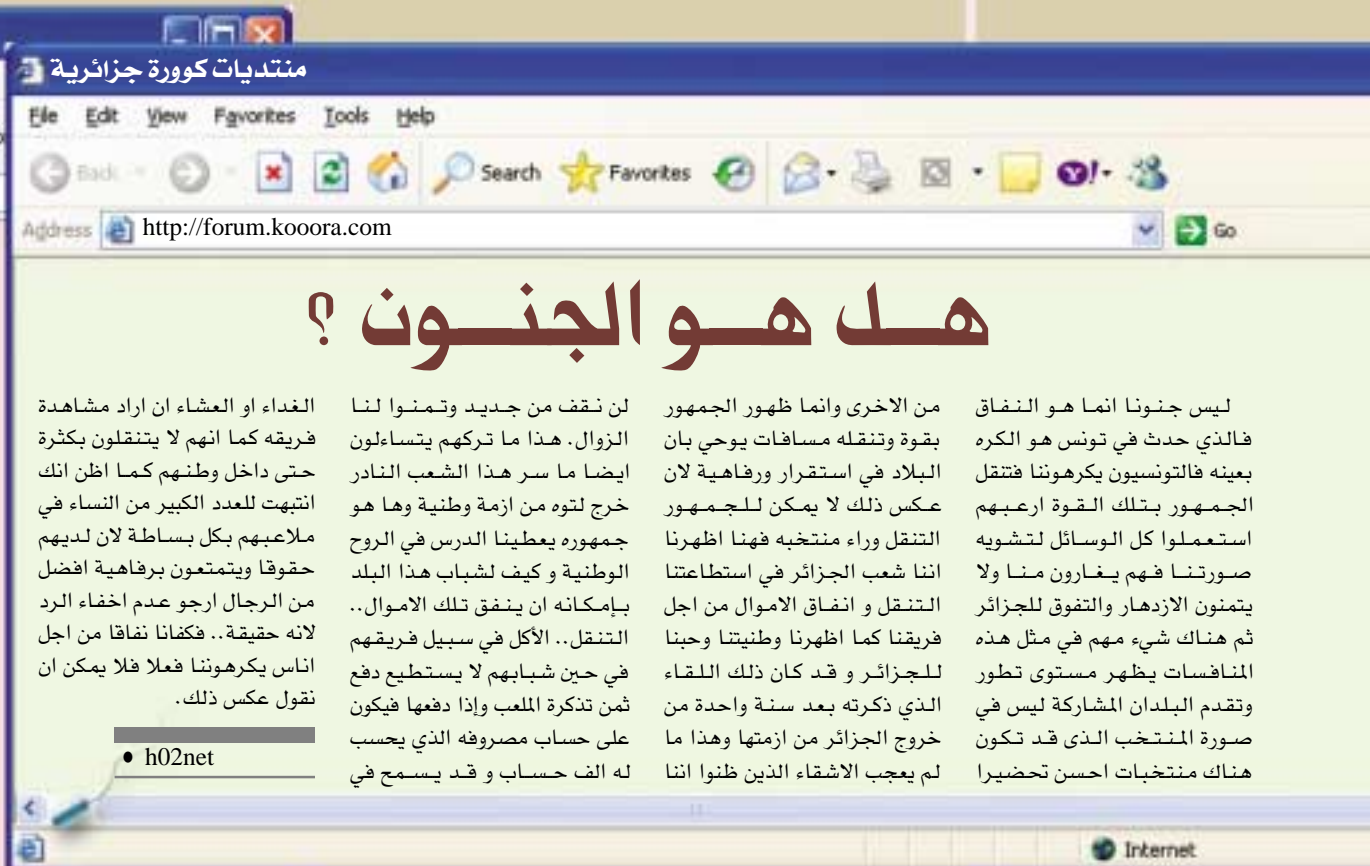 منتديات كوورة جزائرية
File Edit View Favorites Tools Help
Back Search Favorites
Address http://forum.kooora.com Go
هل هو الجنون ؟
ليس جنونا انما هو النفاق
فالذي حدث في تونس هو الكره
بعينه فالتونسيون يكرهوننا فتنقل
الجمهور بتلك القوة ارعبهم
استعملوا كل الوسائل لتشويه
صورتنا فهم يغارون منا ولا
يتمنون الازدهار والتفوق للجزائر
ثم هناك شيء مهم في مثل هذه
المنافسات يظهر مستوى تطور
وتقدم البلدان المشاركة ليس في
صورة المنتخب الذى قد تكون
هناك منتخبات احسن تحضيرا
من الاخرى وانما ظهور الجمهور
بقوة وتنقله مسافات يوحي بان
البلاد في استقرار ورفاهية لان
عكس ذلك لا يمكن للجمهور
التنقل وراء منتخبه فهنا اظهرنا
اننا شعب الجزائر في استطاعتنا
التنقل و انفاق الاموال من اجل
فريقنا كما اظهرنا وطنيتنا وحبنا
للجزائر و قد كان ذلك اللقاء
الذي ذكرته بعد سنة واحدة من
خروج الجزائر من ازمتها وهذا ما
لم يعجب الاشقاء الذين ظنوا اننا
لن نقف من جديد وتمنوا لنا
الزوال. هذا ما تركهم يتساءلون
ايضا ما سر هذا الشعب النادر
خرج لتوه من ازمة وطنية وها هو
جمهوره يعطينا الدرس في الروح
الوطنية و كيف لشباب هذا البلد
بإمكانه ان ينفق تلك الاموال..
التنقل.. الأكل في سبيل فريقهم
في حين شبابهم لا يستطيع دفع
ثمن تذكرة الملعب وإذا دفعها فيكون
على حساب مصروفه الذي يحسب
له الف حساب و قد يسمح في
الغداء او العشاء ان اراد مشاهدة
فريقه كما انهم لا يتنقلون بكثرة
حتى داخل وطنهم كما اظن انك
انتبهت للعدد الكبير من النساء في
ملاعبهم بكل بساطة لان لديهم
حقوقا ويتمتعون برفاهية افضل
من الرجال ارجو عدم اخفاء الرد
لانه حقيقة.. فكفانا نفاقا من اجل
اناس يكرهوننا فعلا فلا يمكن ان
نقول عكس ذلك.
• h02net
Internet